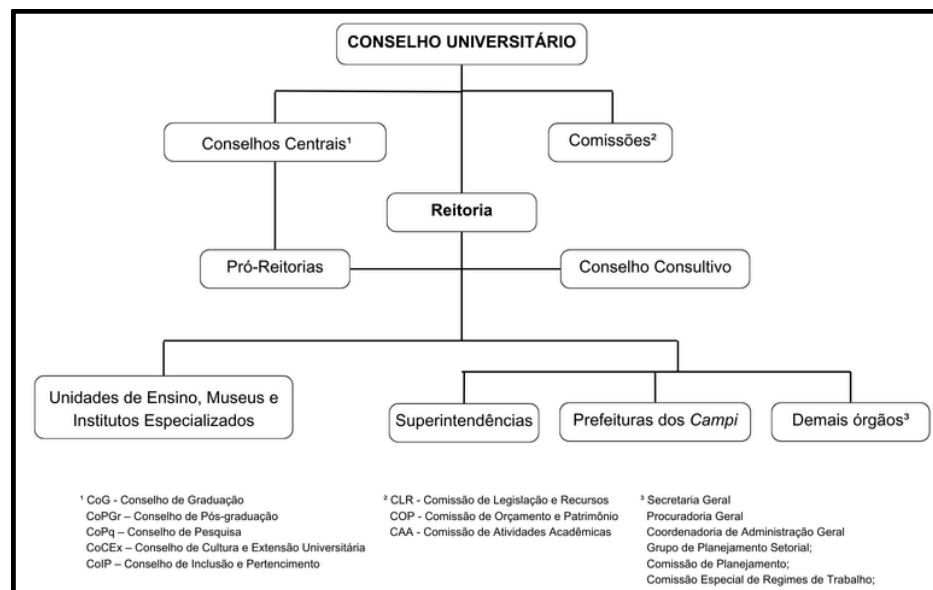 CONSELHO UNIVERSITÁRIO
Conselhos Centrais¹
Comissões²
Reitoria
Pró-Reitorias
Conselho Consultivo
Unidades de Ensino, Museus e
Institutos Especializados
Superintendências
Prefeituras dos Campi
Demais órgãos³
¹ CoG - Conselho de Graduação
CoPGr – Conselho de Pós-graduação
CoPq - Conselho de Pesquisa
CoCEx – Conselho de Cultura e Extensão Universitária
CoIP – Conselho de Inclusão e Pertencimento
² CLR - Comissão de Legislação e Recursos
COP - Comissão de Orçamento e Patrimônio
CAA - Comissão de Atividades Acadêmicas
³ Secretaria Geral
Procuradoria Geral
Coordenadoria de Administração Geral
Grupo de Planejamento Setorial;
Comissão de Planejamento;
Comissão Especial de Regimes de Trabalho;